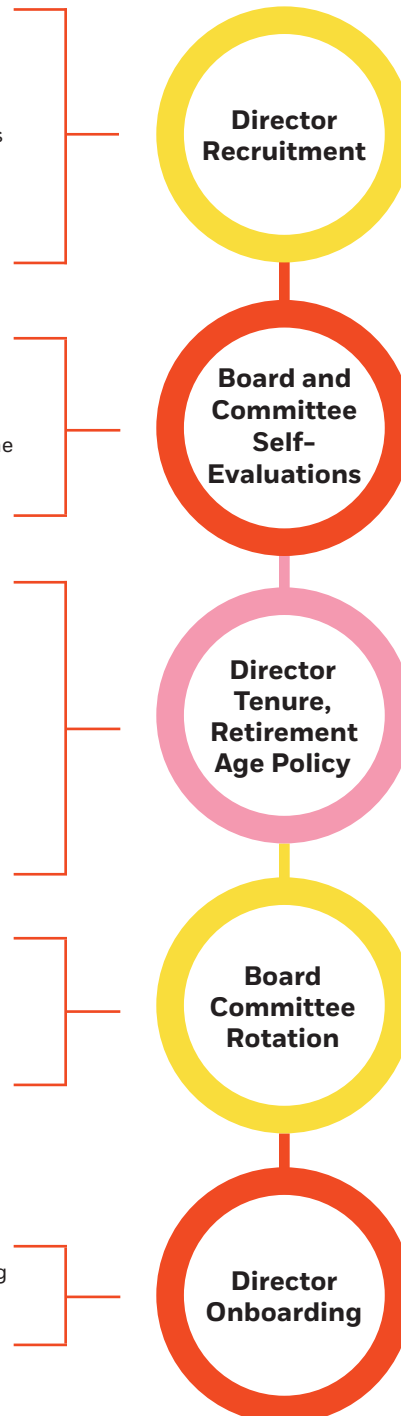 Director
Recruitment
Board and
Committee
Self-
Evaluations
Director
Tenure,
Retirement
Age Policy
Board
Committee
Rotation
Director
Onboarding